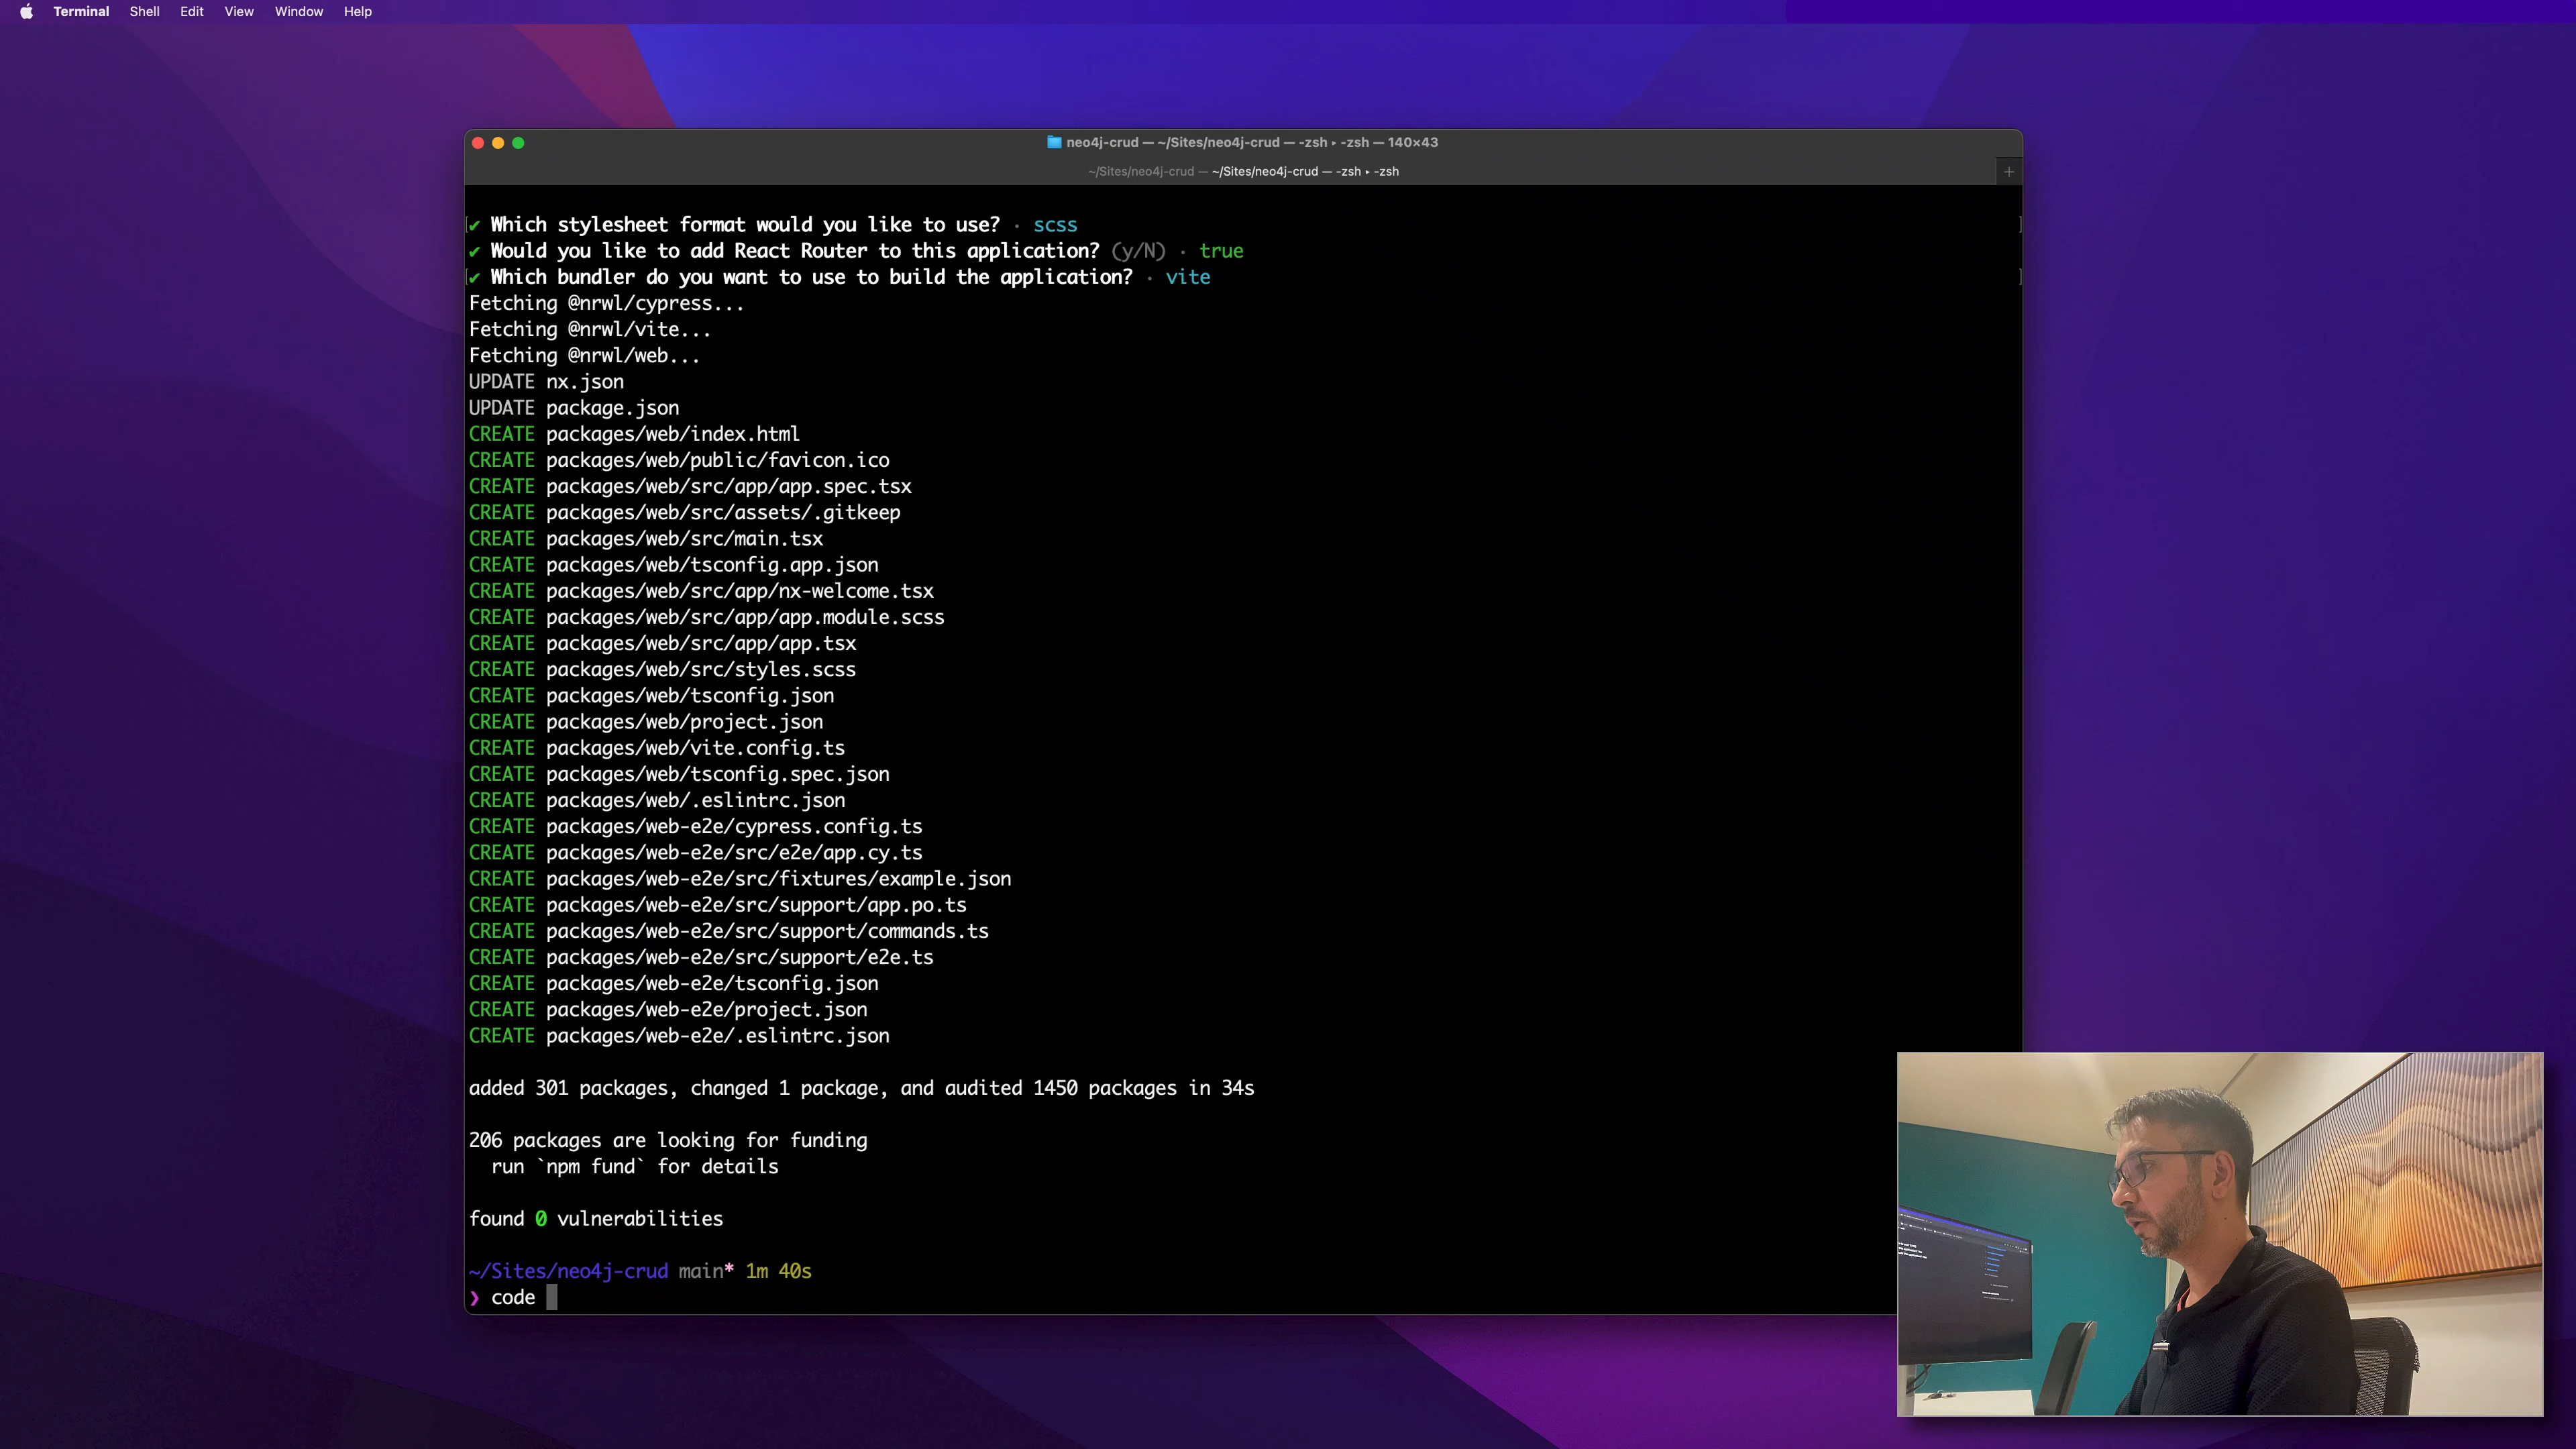 Terminal Shell Edit View Window Help
neo4j-crud — ~/Sites/neo4j-crud — -zsh ▸ -zsh — 140×43
~/Sites/neo4j-crud — ~/Sites/neo4j-crud — -zsh ▸ -zsh
✔ Which stylesheet format would you like to use? · scss
✔ Would you like to add React Router to this application? (y/N) · true
✔ Which bundler do you want to use to build the application? · vite
Fetching @nrwl/cypress...
Fetching @nrwl/vite...
Fetching @nrwl/web...
UPDATE nx.json
UPDATE package.json
CREATE packages/web/index.html
CREATE packages/web/public/favicon.ico
CREATE packages/web/src/app/app.spec.tsx
CREATE packages/web/src/assets/.gitkeep
CREATE packages/web/src/main.tsx
CREATE packages/web/tsconfig.app.json
CREATE packages/web/src/app/nx-welcome.tsx
CREATE packages/web/src/app/app.module.scss
CREATE packages/web/src/app/app.tsx
CREATE packages/web/src/styles.scss
CREATE packages/web/tsconfig.json
CREATE packages/web/project.json
CREATE packages/web/vite.config.ts
CREATE packages/web/tsconfig.spec.json
CREATE packages/web/.eslintrc.json
CREATE packages/web-e2e/cypress.config.ts
CREATE packages/web-e2e/src/e2e/app.cy.ts
CREATE packages/web-e2e/src/fixtures/example.json
CREATE packages/web-e2e/src/support/app.po.ts
CREATE packages/web-e2e/src/support/commands.ts
CREATE packages/web-e2e/src/support/e2e.ts
CREATE packages/web-e2e/tsconfig.json
CREATE packages/web-e2e/project.json
CREATE packages/web-e2e/.eslintrc.json
added 301 packages, changed 1 package, and audited 1450 packages in 34s
206 packages are looking for funding
run `npm fund` for details
found 0 vulnerabilities
~/Sites/neo4j-crud main* 1m 40s
❯ code